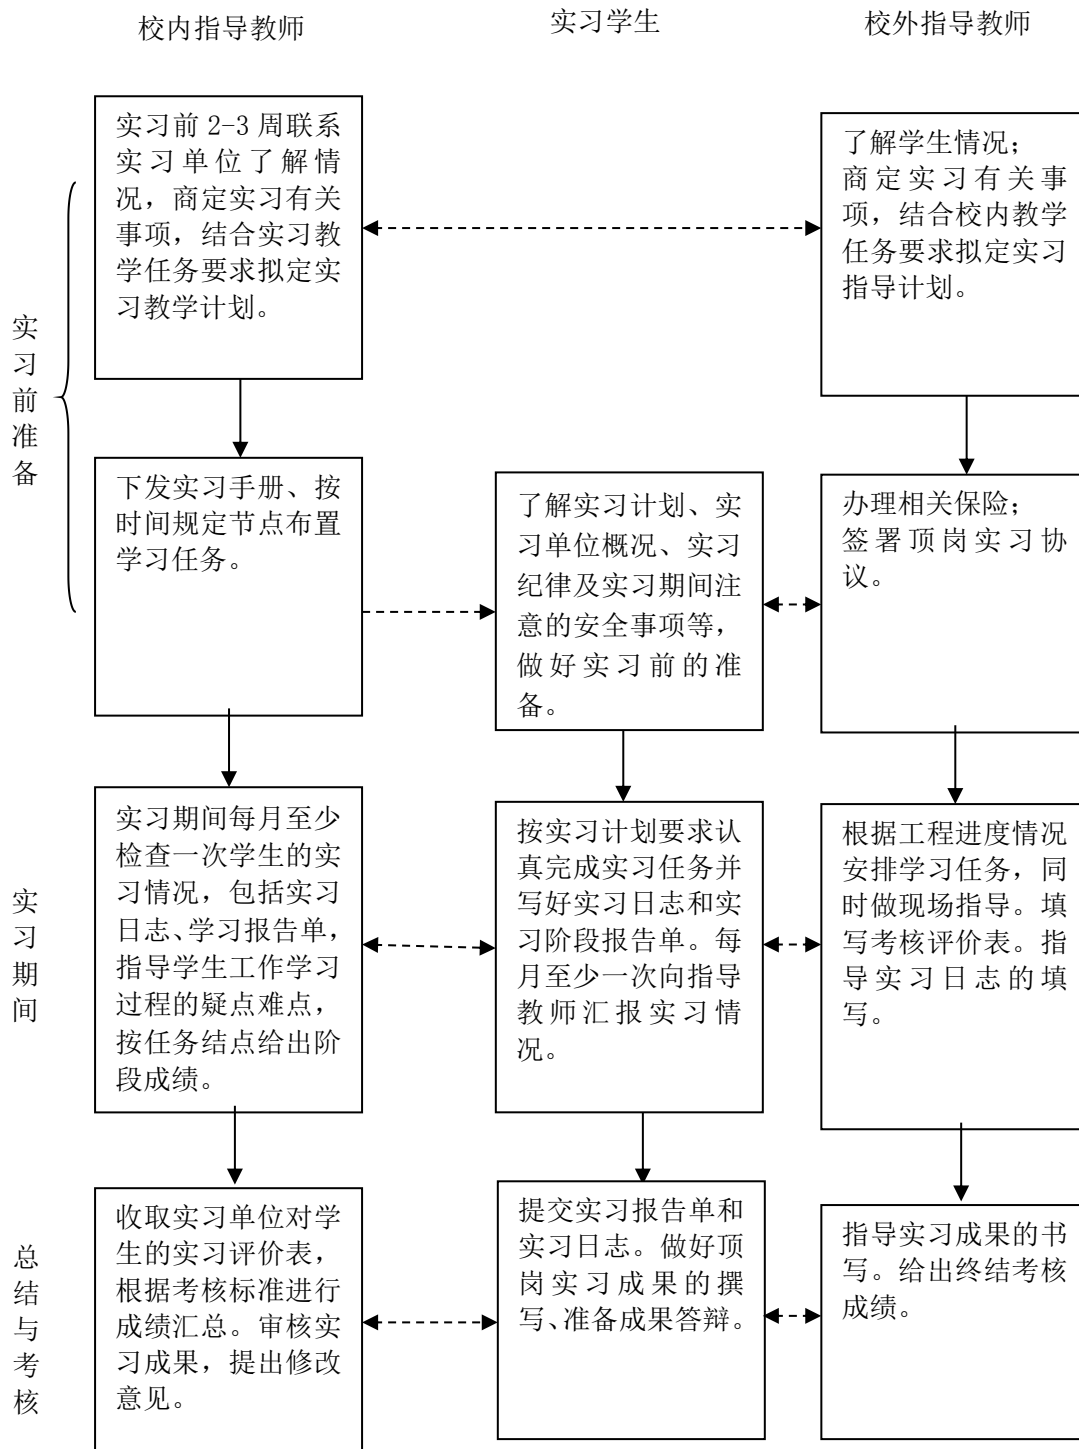 校内指导教师
实习学生
校外指导教师
实习前准备
实习前 2-3 周联系
实习单位了解情
况，商定实习有关
事项，结合实习教
学任务要求拟定实
习教学计划。
了解学生情况；
商定实习有关事
项，结合校内教学
任务要求拟定实习
指导计划。
下发实习手册、按
时间规定节点布置
学习任务。
了解实习计划、实
习单位概况、实习
纪律及实习期间注
意的安全事项等，
做好实习前的准
备。
办理相关保险；
签署顶岗实习协
议。
实习期间
实习期间每月至少
检查一次学生的实
习情况，包括实习
日志、学习报告单，
指导学生工作学习
过程的疑点难点，
按任务结点给出阶
段成绩。
按实习计划要求认
真完成实习任务并
写好实习日志和实
习阶段报告单。每
月至少一次向指导
教师汇报实习情
况。
根据工程进度情况
安排学习任务，同
时做现场指导。填
写考核评价表。指
导实习日志的填
写。
总结与考核
收取实习单位对学
生的实习评价表，
根据考核标准进行
成绩汇总。审核实
习成果，提出修改
意见。
提交实习报告单和
实习日志。做好顶
岗实习成果的撰
写、准备成果答辩。
指导实习成果的书
写。给出终结考核
成绩。